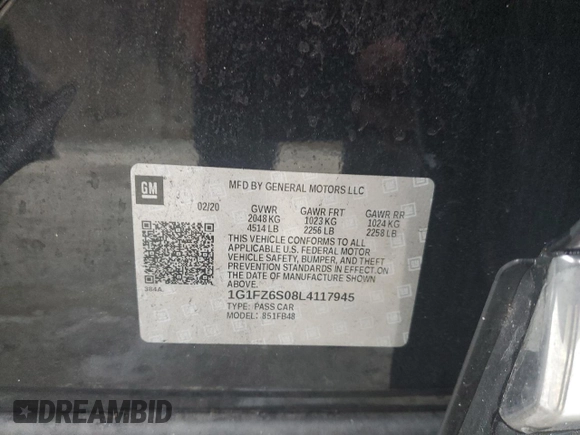 GM
MFD BY GENERAL MOTORS LLC
02/20 GVWR GAWR FRT GAWR RR
2048 KG 1023 KG 1024 KG
4514 LB 2256 LB 2258 LB
THIS VEHICLE CONFORMS TO ALL
APPLICABLE U.S. FEDERAL MOTOR
VEHICLE SAFETY, BUMPER, AND THEFT
PREVENTION STANDARDS IN EFFECT ON
THE DATE OF MANUFACTURE SHOWN
ABOVE.
384A
1G1FZ6S08L4117945
TYPE: PASS CAR
MODEL: 851FB48
DREAMBID